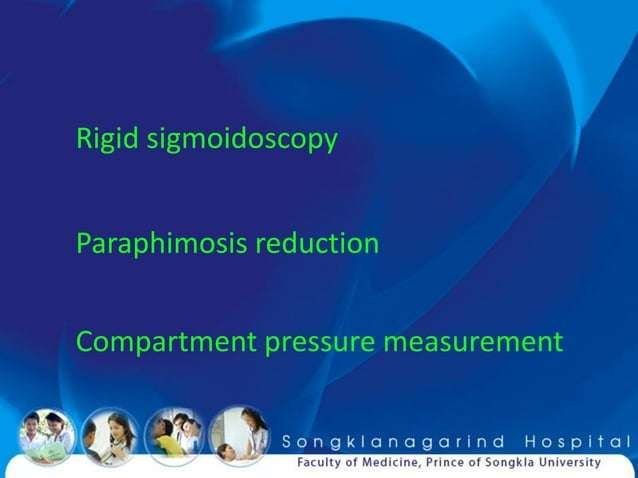 Rigid sigmoidoscopy
Paraphimosis reduction
Compartment pressure measurement
Songklanagarind Hospital
Faculty of Medicine, Prince of Songkla University